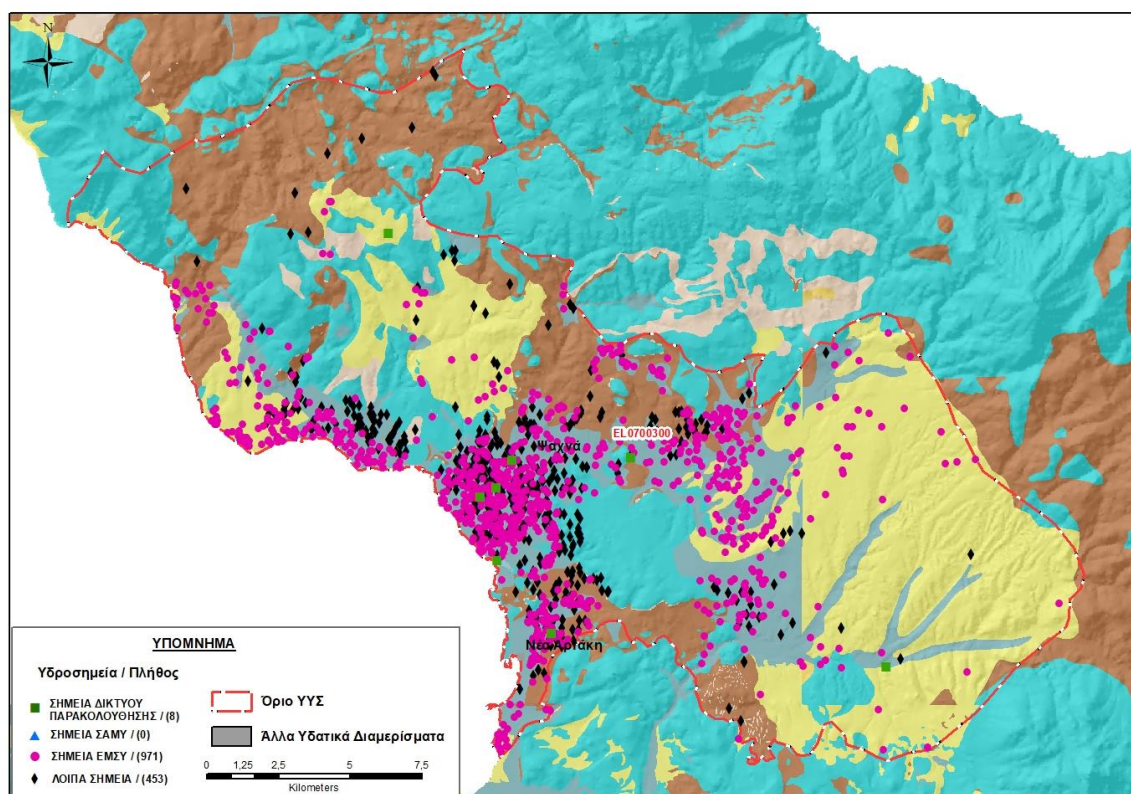 N
EL0700300
Ψαχνά
Νέα Αρτάκη
ΥΠΟΜΝΗΜΑ
Υδροσημεία / Πλήθος
ΣΗΜΕΙΑ ΔΙΚΤΥΟΥ
ΠΑΡΑΚΟΛΟΥΘΗΣΗΣ / (8)
ΣΗΜΕΙΑ ΣΑΜΥ / (0)
ΣΗΜΕΙΑ ΕΜΣΥ / (971)
ΛΟΙΠΑ ΣΗΜΕΙΑ / (453)
Όριο ΥΥΣ
Άλλα Υδατικά Διαμερίσματα
0 1,25 2,5 5 7,5
Kilometers